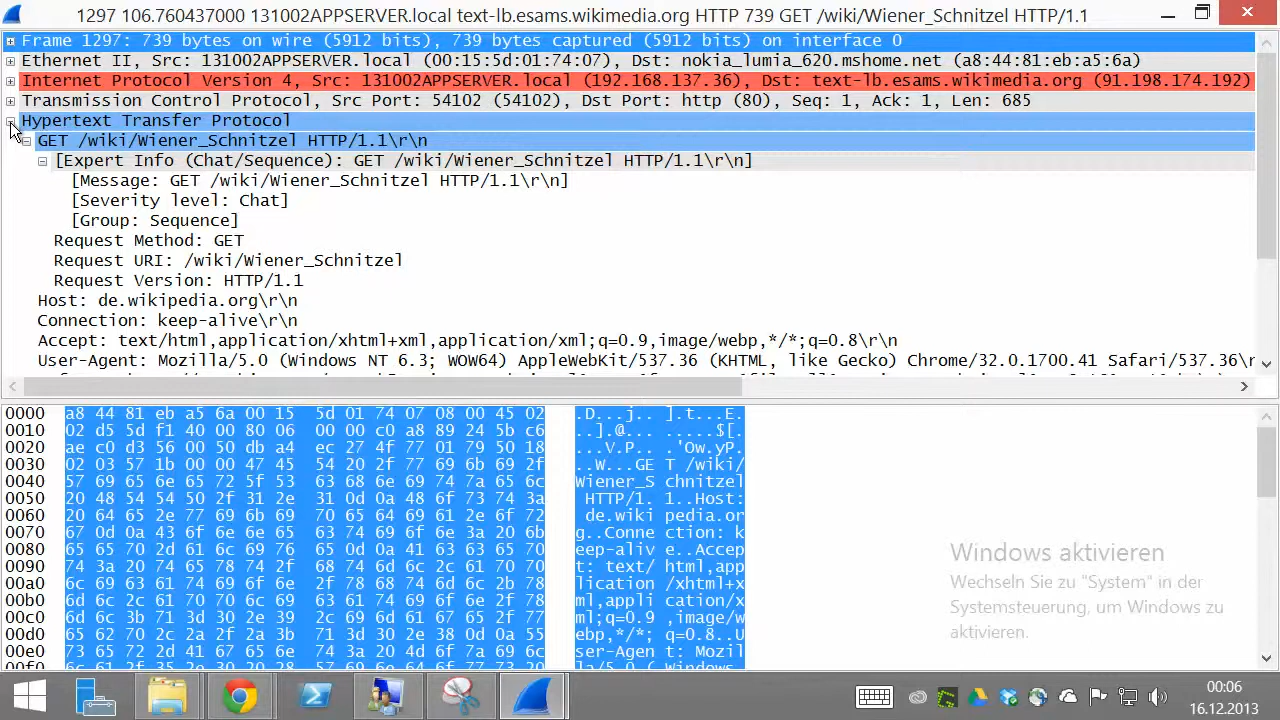 1297 106.760437000 131002APPSERVER.local text-lb.esams.wikimedia.org HTTP 739 GET /wiki/Wiener_Schnitzel HTTP/1.1
Frame 1297: 739 bytes on wire (5912 bits), 739 bytes captured (5912 bits) on interface 0
Ethernet II, Src: 131002APPSERVER.local (00:15:5d:01:74:07), Dst: nokia_lumia_620.mshome.net (a8:44:81:eb:a5:6a)
Internet Protocol Version 4, Src: 131002APPSERVER.local (192.168.137.36), Dst: text-lb.esams.wikimedia.org (91.198.174.192)
Transmission Control Protocol, Src Port: 54102 (54102), Dst Port: http (80), Seq: 1, Ack: 1, Len: 685
Hypertext Transfer Protocol
GET /wiki/Wiener_Schnitzel HTTP/1.1\r\n
[Expert Info (Chat/Sequence): GET /wiki/Wiener_Schnitzel HTTP/1.1\r\n]
[Message: GET /wiki/Wiener_Schnitzel HTTP/1.1\r\n]
[Severity level: Chat]
[Group: Sequence]
Request Method: GET
Request URI: /wiki/Wiener_Schnitzel
Request Version: HTTP/1.1
Host: de.wikipedia.org\r\n
Connection: keep-alive\r\n
Accept: text/html,application/xhtml+xml,application/xml;q=0.9,image/webp,*/*;q=0.8\r\n
User-Agent: Mozilla/5.0 (Windows NT 6.3; WOW64) AppleWebKit/537.36 (KHTML, like Gecko) Chrome/32.0.1700.41 Safari/537.36\r
0000 a8 44 81 eb a5 6a 00 15 5d 01 74 07 08 00 45 02 .D...j.. ].t...E.
0010 02 d5 5d f1 40 00 80 06 00 00 c0 a8 89 24 5b c6 ..].@... .....$[.
0020 ae c0 d3 56 00 50 db a4 ec 27 4f 77 01 79 50 18 ...V.P.. .'Ow.yP.
0030 02 03 57 1b 00 00 47 45 54 20 2f 77 69 6b 69 2f ..W...GE T /wiki/
0040 57 69 65 6e 65 72 5f 53 63 68 6e 69 74 7a 65 6c Wiener_S chnitzel
0050 20 48 54 54 50 2f 31 2e 31 0d 0a 48 6f 73 74 3a HTTP/1. 1..Host:
0060 20 64 65 2e 77 69 6b 69 70 65 64 69 61 2e 6f 72 de.wiki pedia.or
0070 67 0d 0a 43 6f 6e 6e 65 63 74 69 6f 6e 3a 20 6b g..Conne ction: k
0080 65 65 70 2d 61 6c 69 76 65 0d 0a 41 63 63 65 70 eep-aliv e..Accep
0090 74 3a 20 74 65 78 74 2f 68 74 6d 6c 2c 61 70 70 t: text/ html,app
00a0 6c 69 63 61 74 69 6f 6e 2f 78 68 74 6d 6c 2b 78 lication /xhtml+x
00b0 6d 6c 2c 61 70 70 6c 69 63 61 74 69 6f 6e 2f 78 ml,appli cation/x
00c0 6d 6c 3b 71 3d 30 2e 39 2c 69 6d 61 67 65 2f 77 ml;q=0.9 ,image/w
00d0 65 62 70 2c 2a 2f 2a 3b 71 3d 30 2e 38 0d 0a 55 ebp,*/*; q=0.8..U
00e0 73 65 72 2d 41 67 65 6e 74 3a 20 4d 6f 7a 69 6c ser-Agen t: Mozil
00f0 6c 61 2f 35 2e 30 20 28 57 69 6e 64 6f 77 73 20 la/5.0 ( Windows
Windows aktivieren
Wechseln Sie zu "System" in der
Systemsteuerung, um Windows zu
aktivieren.
00:06
16.12.2013